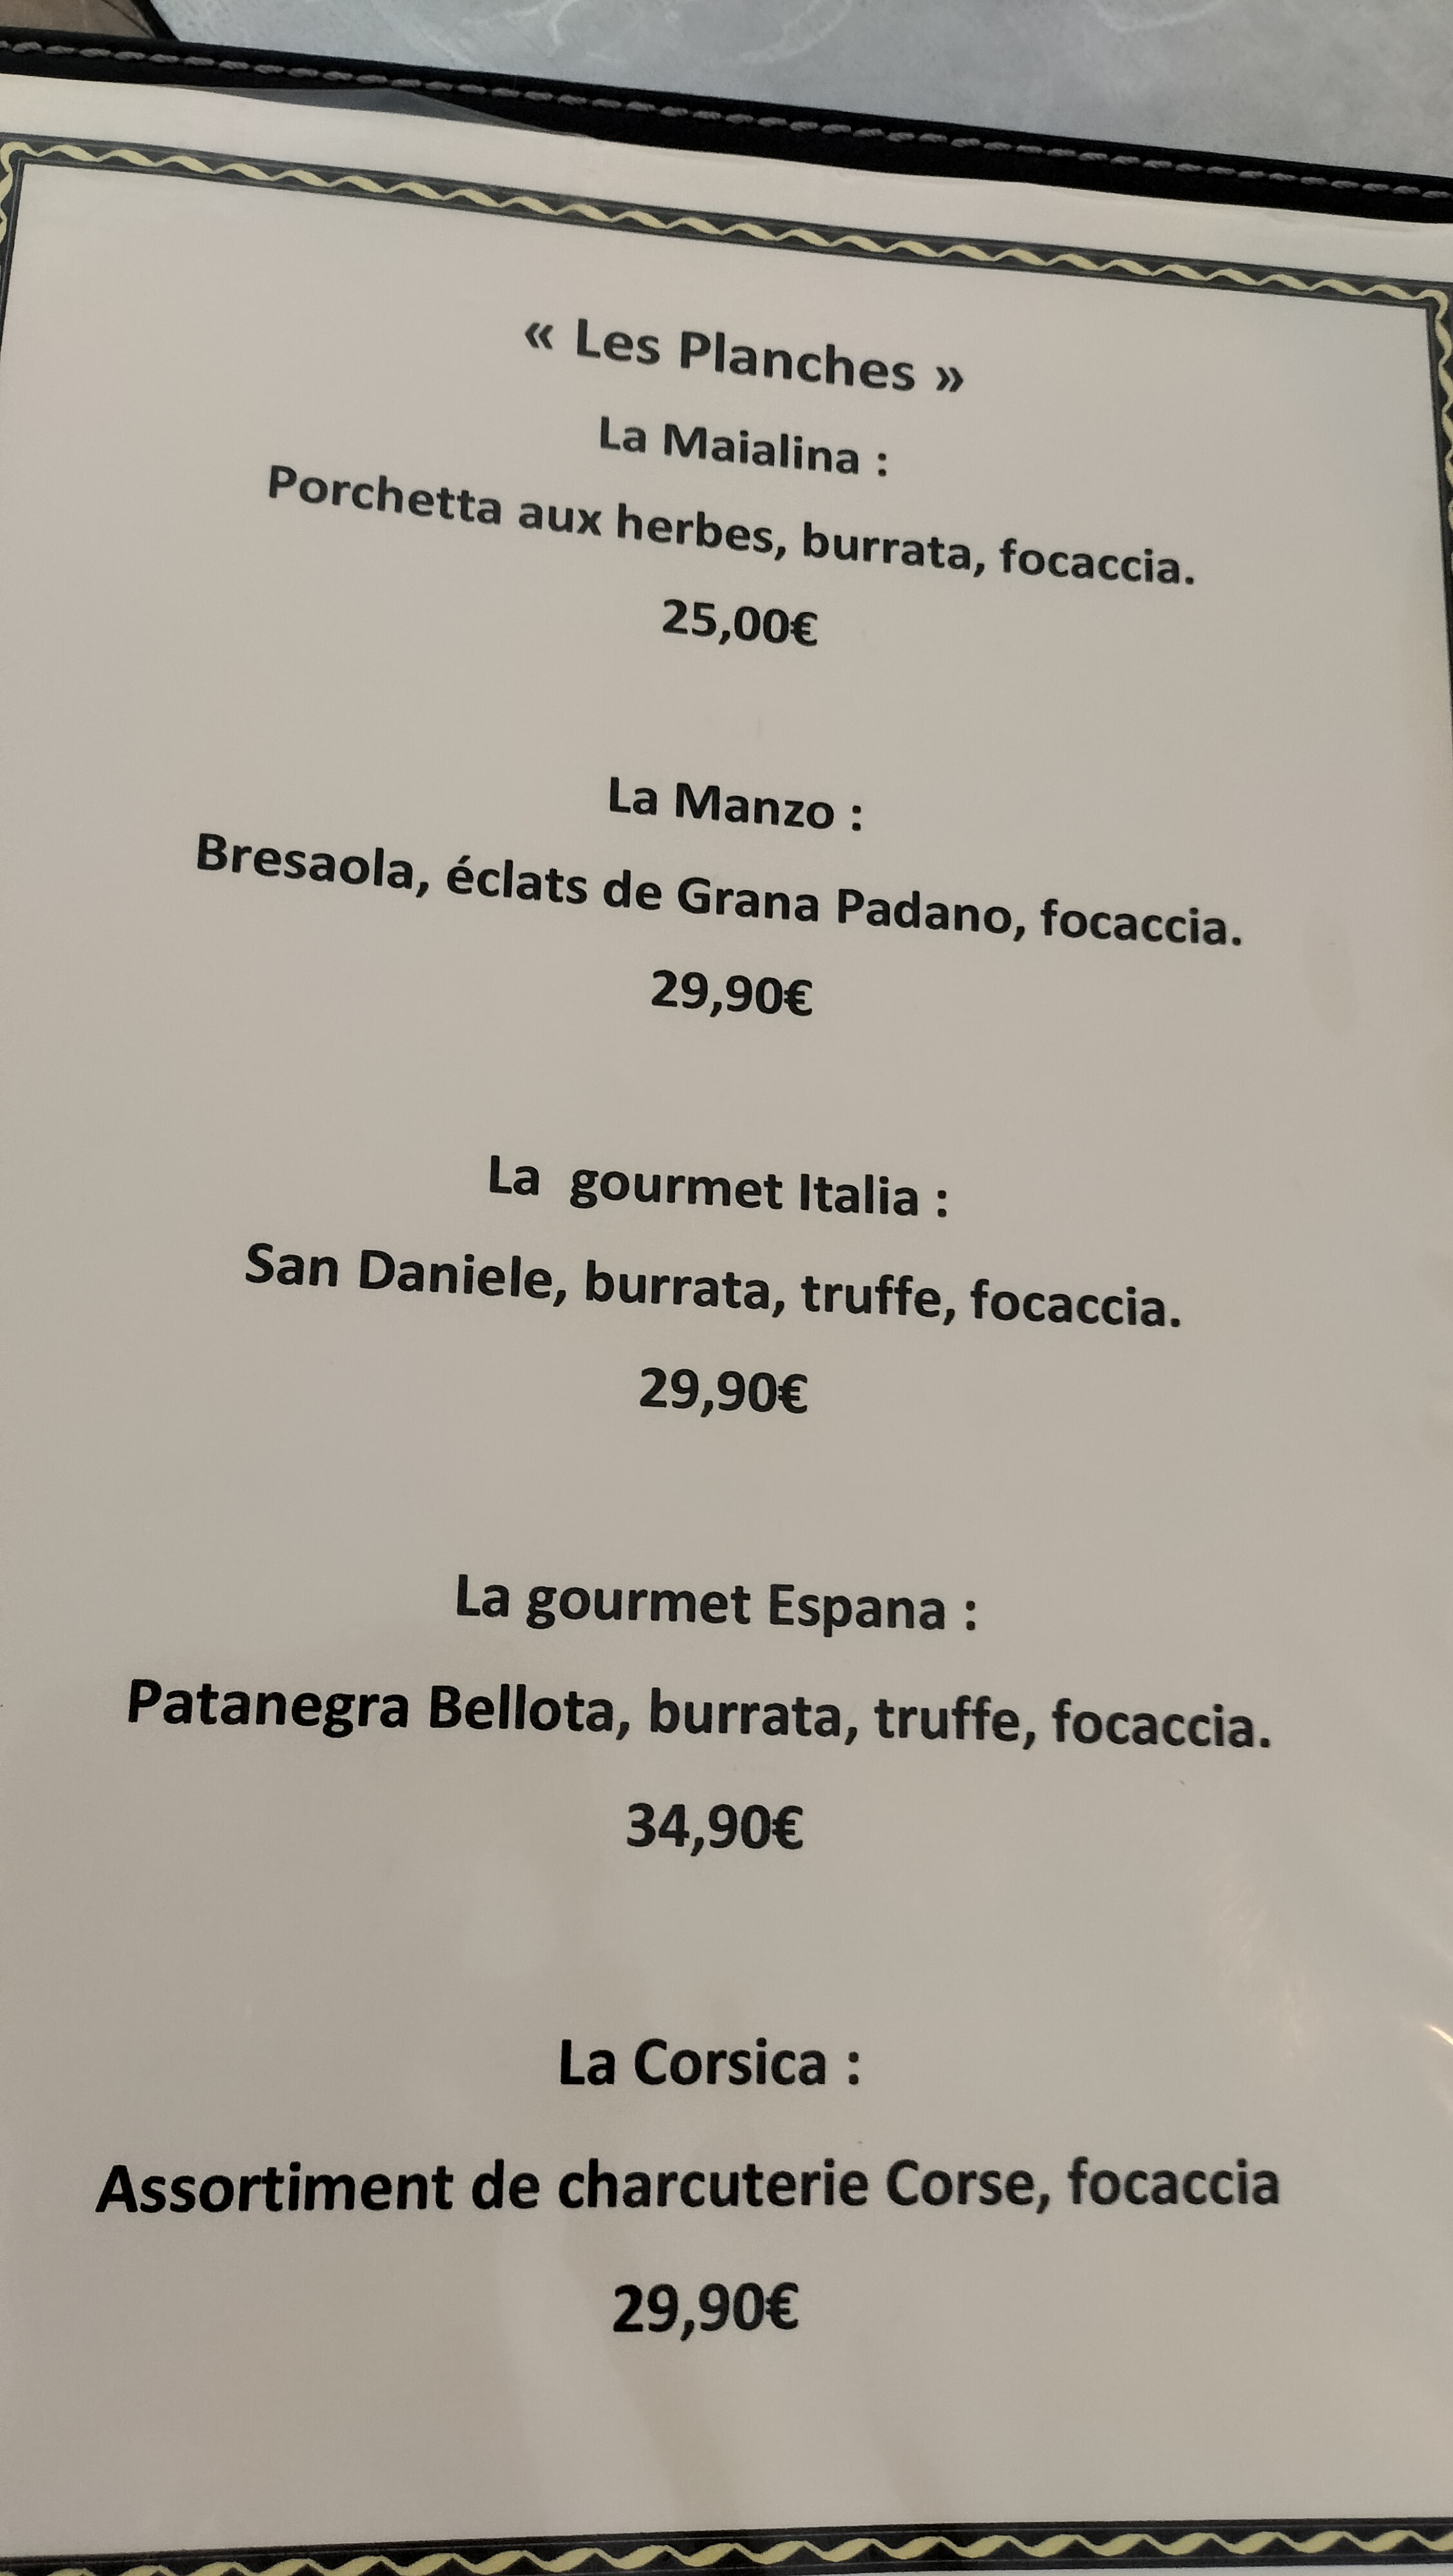 « Les Planches »
La Maialina :
Porchetta aux herbes, burrata, focaccia.
25,00€
La Manzo :
Bresaola, éclats de Grana Padano, focaccia.
29,90€
La  gourmet Italia :
San Daniele, burrata, truffe, focaccia.
29,90€
La gourmet Espana :
Patanegra Bellota, burrata, truffe, focaccia.
34,90€
La Corsica :
Assortiment de charcuterie Corse, focaccia
29,90€